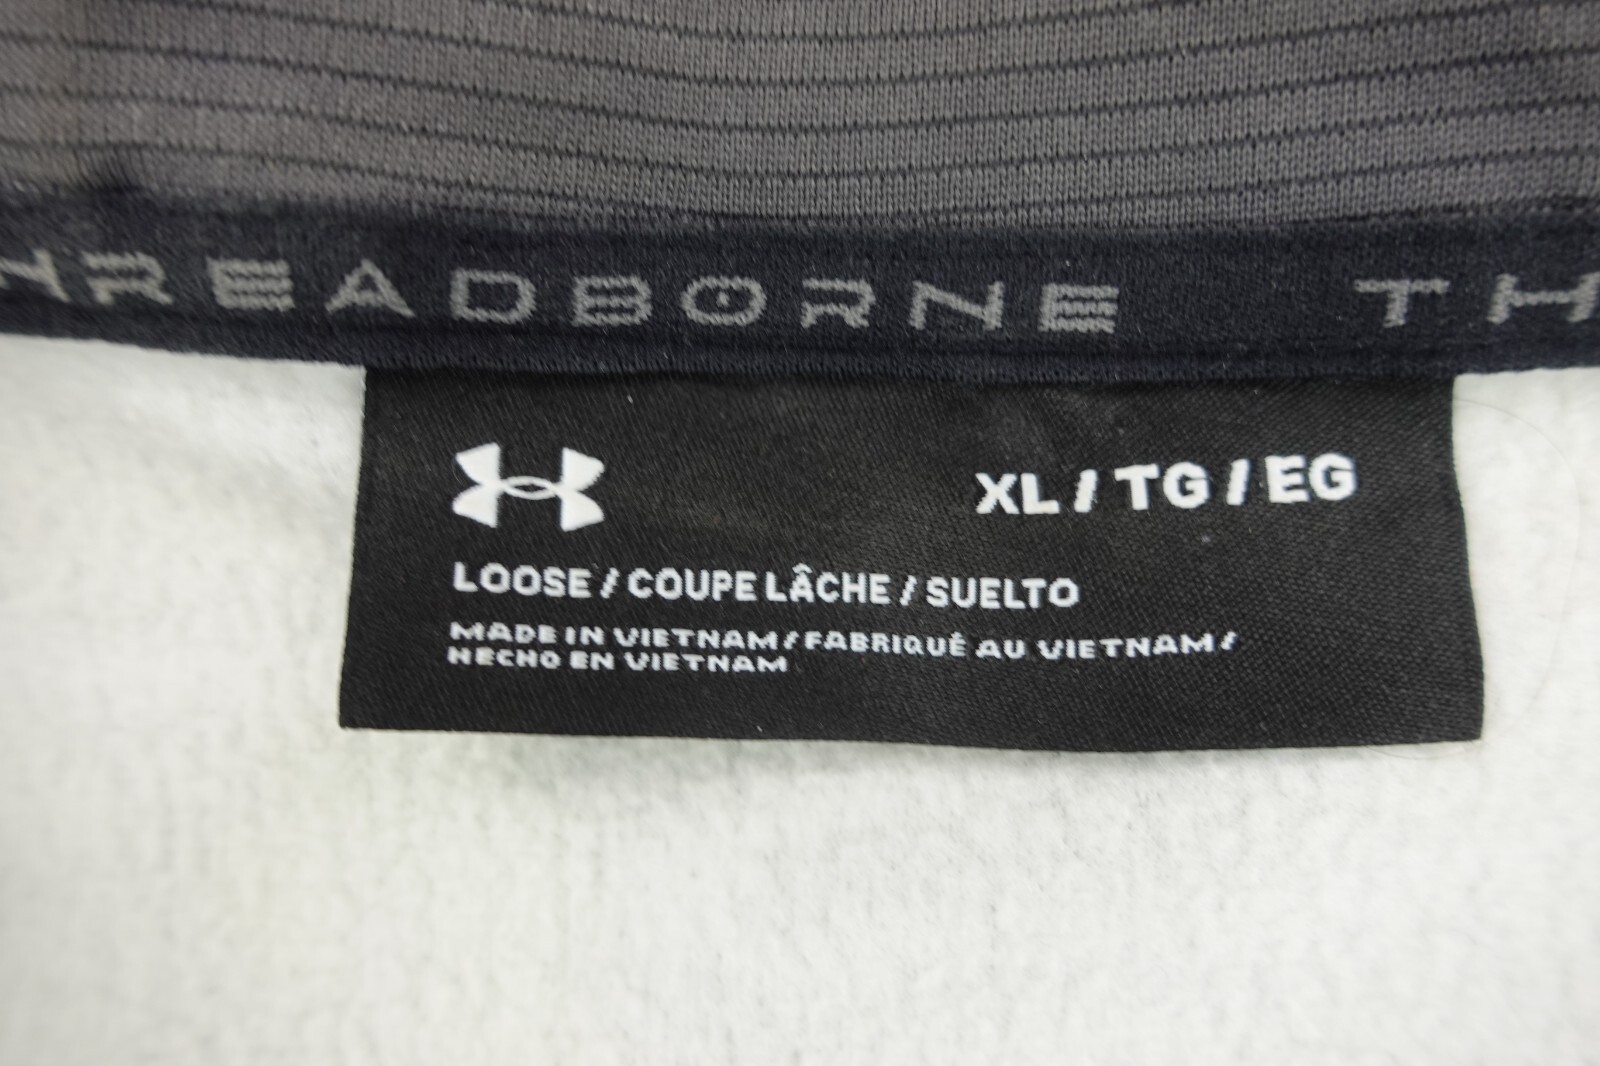 HREADBORNE TH
XL / TG / EG
LOOSE / COUPE LÂCHE / SUELTO
MADE IN VIETNAM / FABRIQUÉ AU VIETNAM /
HECHO EN VIETNAM